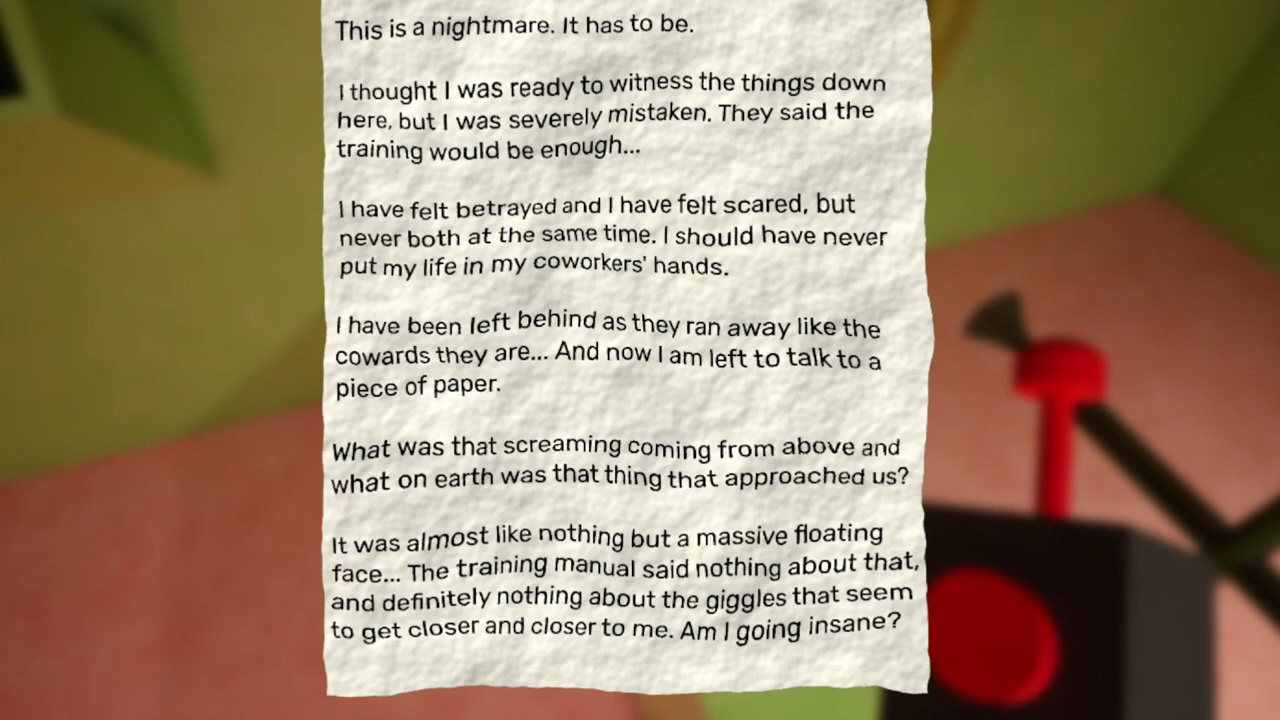 This is a nightmare. It has to be.
I thought I was ready to witness the things down
here, but I was severely mistaken. They said the
training would be enough...
I have felt betrayed and I have felt scared, but
never both at the same time. I should have never
put my life in my coworkers' hands.
I have been left behind as they ran away like the
cowards they are... And now I am left to talk to a
piece of paper.
What was that screaming coming from above and
what on earth was that thing that approached us?
It was almost like nothing but a massive floating
face... The training manual said nothing about that,
and definitely nothing about the giggles that seem
to get closer and closer to me. Am I going insane?